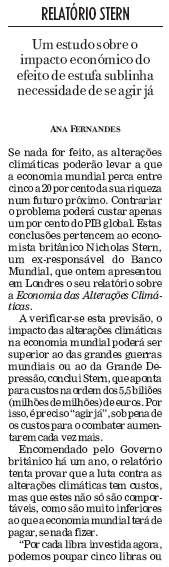 RELATÓRIO STERN
Um estudo sobre o
impacto económico do
efeito de estufa sublinha
necessidade de se agir já
ANA FERNANDES
Se nada for feito, as alterações
climáticas poderão levar a que
a economia mundial perca entre
cinco a 20 por cento da sua riqueza
num futuro próximo. Contrariar
o problema poderá custar apenas
um por cento do PIB global. Estas
conclusões pertencem ao econo-
mista britânico Nicholas Stern,
um ex-responsável do Banco
Mundial, que ontem apresentou
em Londres o seu relatório sobre
a Economia das Alterações Climá-
ticas.
A verificar-se esta previsão, o
impacto das alterações climáticas
na economia mundial poderá ser
superior ao das grandes guerras
mundiais ou ao da Grande De-
pressão, conclui Stern, que aponta
para custos na ordem dos 5,5 biliões
(milhões de milhões) de euros. Por
isso, é preciso “agir já”, sob pena de
os custos para o combater aumen-
tarem cada vez mais.
Encomendado pelo Governo
britânico há um ano, o relatório
tenta provar que a luta contra as
alterações climáticas tem custos,
mas que estes não só são compor-
táveis, como são muito inferiores
ao que a economia mundial terá de
pagar, se nada fizer.
“Por cada libra investida agora,
podemos poupar cinco libras ou